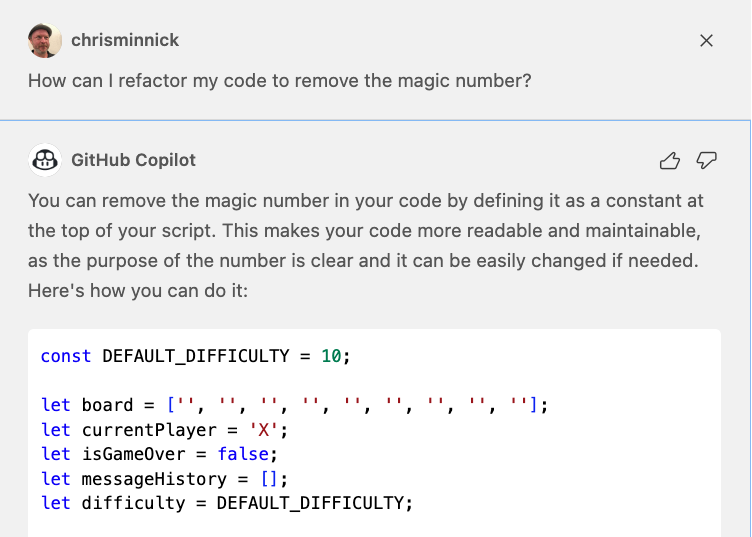 chrisminnick
How can I refactor my code to remove the magic number?
GitHub Copilot
You can remove the magic number in your code by defining it as a constant at
the top of your script. This makes your code more readable and maintainable,
as the purpose of the number is clear and it can be easily changed if needed.
Here's how you can do it:
const DEFAULT_DIFFICULTY = 10;
let board = ['', '', '', '', '', '', '', '', ''];
let currentPlayer = 'X';
let isGameOver = false;
let messageHistory = [];
let difficulty = DEFAULT_DIFFICULTY;